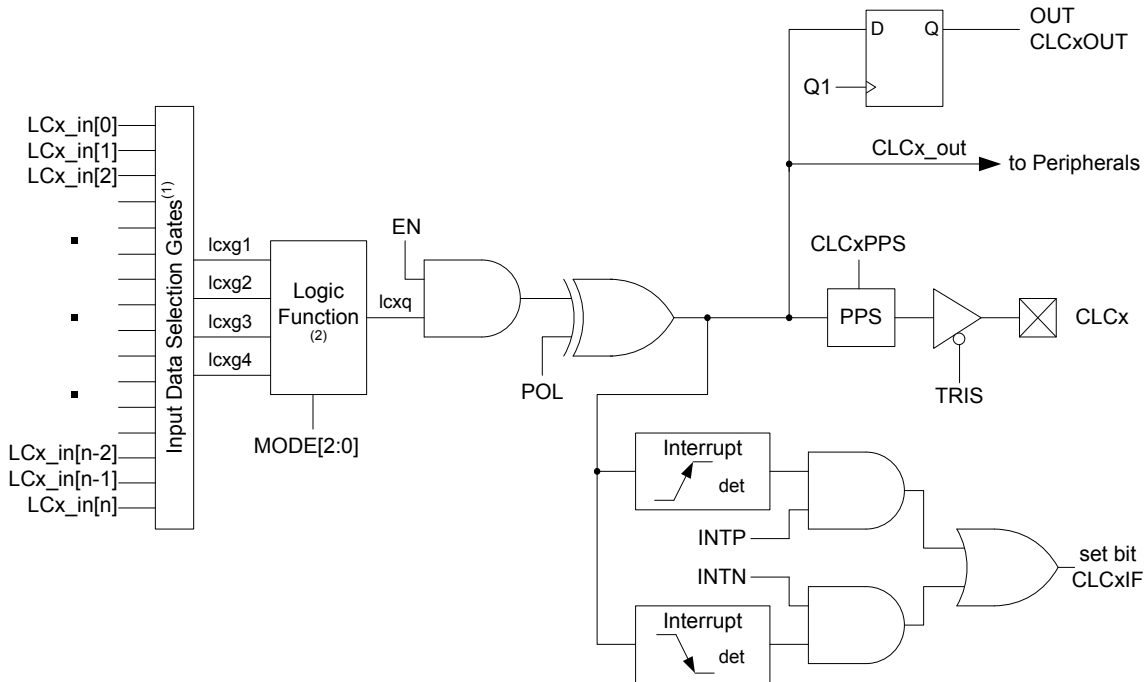 OUT
CLCxOUT
D
Q
Q1
LCx_in[0]
LCx_in[1]
LCx_in[2]
CLCx_out
to Peripherals
Input Data Selection Gates(1)
lcxg1
lcxg2
lcxg3
lcxg4
EN
CLCxPPS
Logic
Function
(2)
lcxq
PPS
CLCx
POL
TRIS
MODE[2:0]
LCx_in[n-2]
LCx_in[n-1]
LCx_in[n]
Interrupt
det
INTP
INTN
set bit
CLCxIF
Interrupt
det